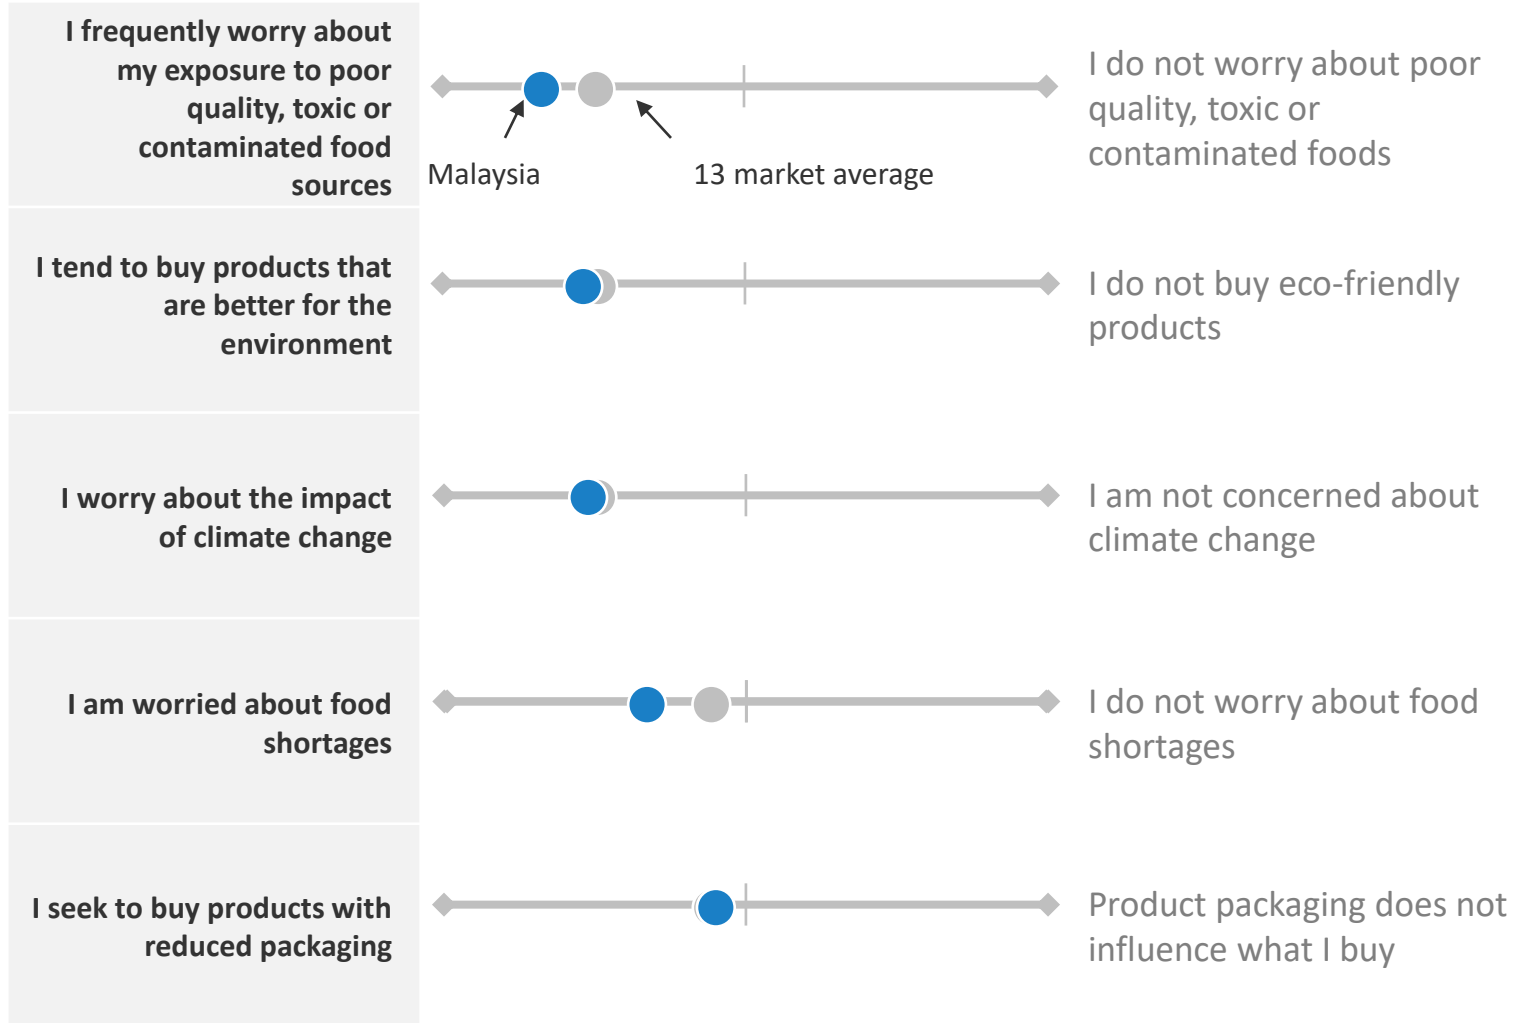 I frequently worry about
my exposure to poor
quality, toxic or
contaminated food
sources
Malaysia
13 market average
I do not worry about poor
quality, toxic or
contaminated foods
I tend to buy products that
are better for the
environment
I do not buy eco-friendly
products
I worry about the impact
of climate change
I am not concerned about
climate change
I am worried about food
shortages
I do not worry about food
shortages
I seek to buy products with
reduced packaging
Product packaging does not
influence what I buy